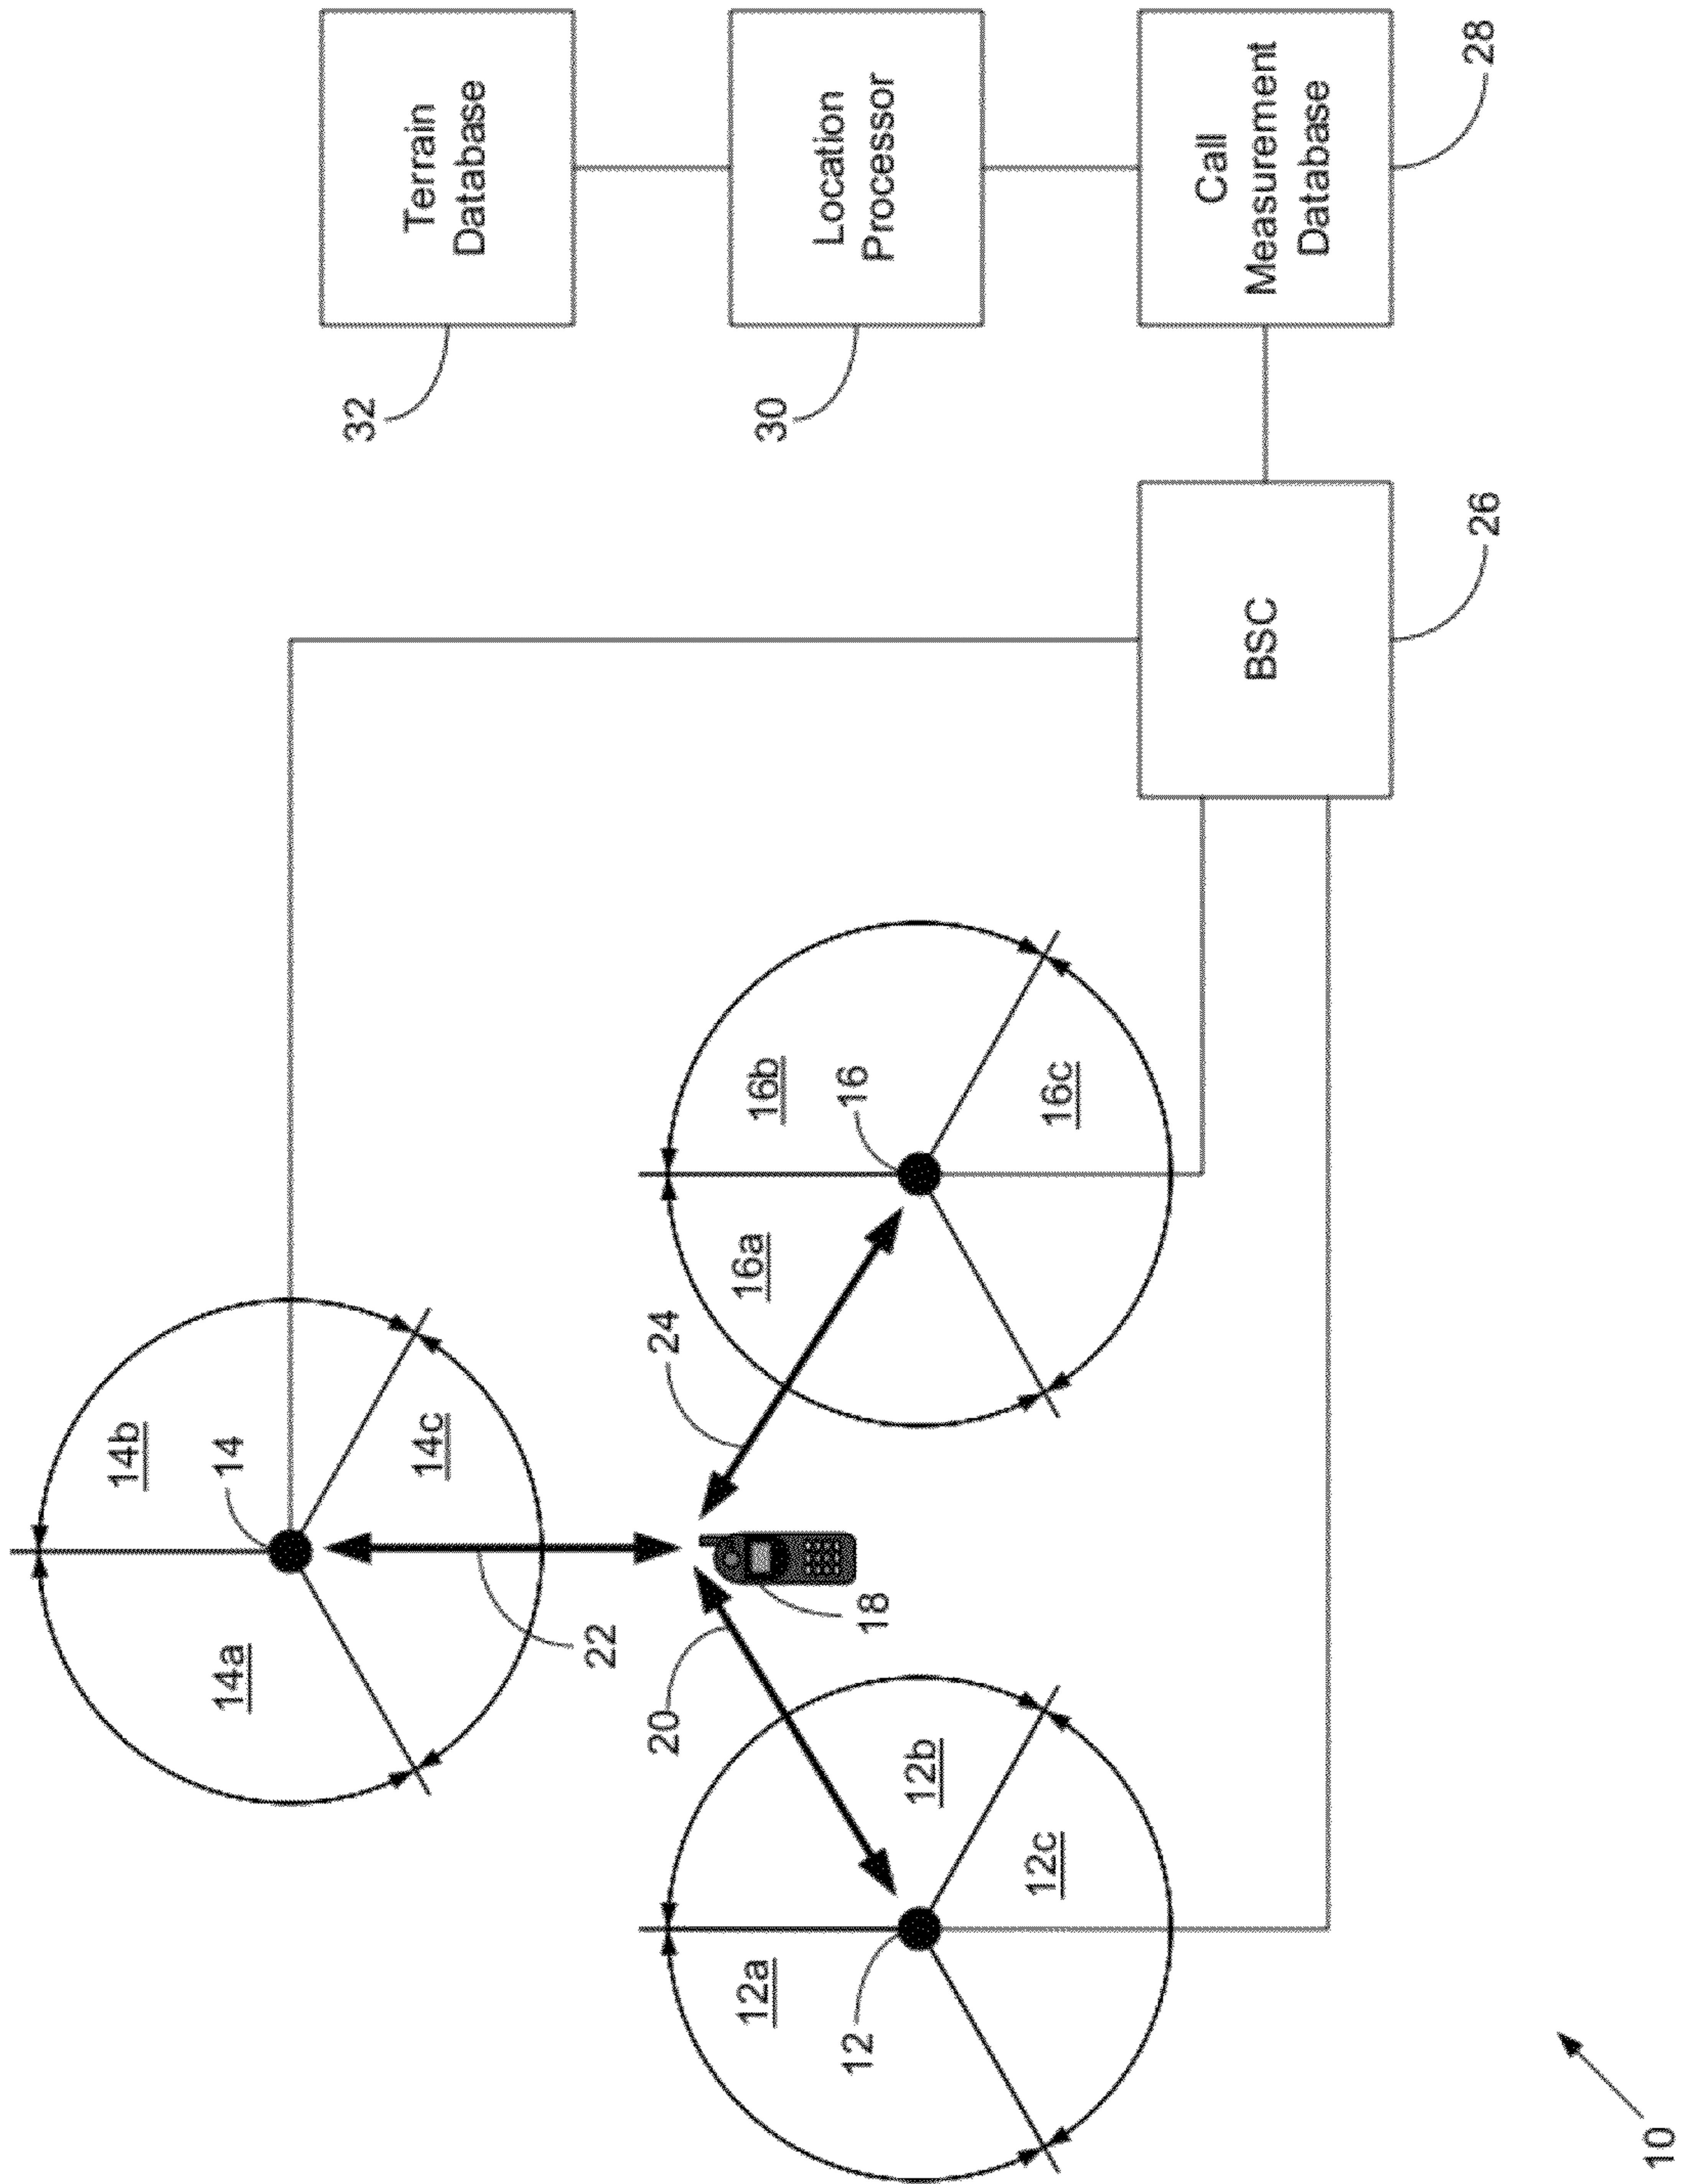 14a
14b
14
14c
22
20
24
18
12a
12
12b
12c
16a
16b
16
16c
32
Terrain
Database
30
Location
Processor
BSC
26
Call
Measurement
Database
28
10